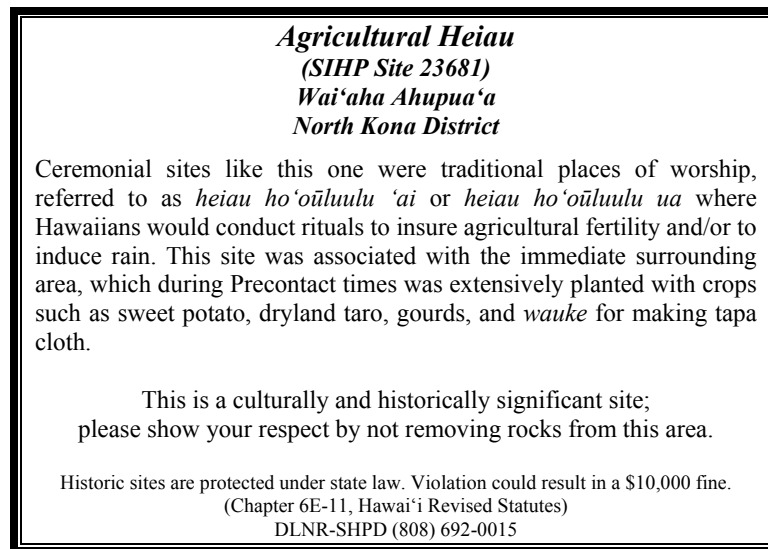 Agricultural Heiau
(SIHP Site 23681)
Wai‘aha Ahupua‘a
North Kona District
Ceremonial sites like this one were traditional places of worship,
referred to as heiau ho‘oūluulu ‘ai or heiau ho‘oūluulu ua where
Hawaiians would conduct rituals to insure agricultural fertility and/or to
induce rain. This site was associated with the immediate surrounding
area, which during Precontact times was extensively planted with crops
such as sweet potato, dryland taro, gourds, and wauke for making tapa
cloth.
This is a culturally and historically significant site;
please show your respect by not removing rocks from this area.
Historic sites are protected under state law. Violation could result in a $10,000 fine.
(Chapter 6E-11, Hawai‘i Revised Statutes)
DLNR-SHPD (808) 692-0015